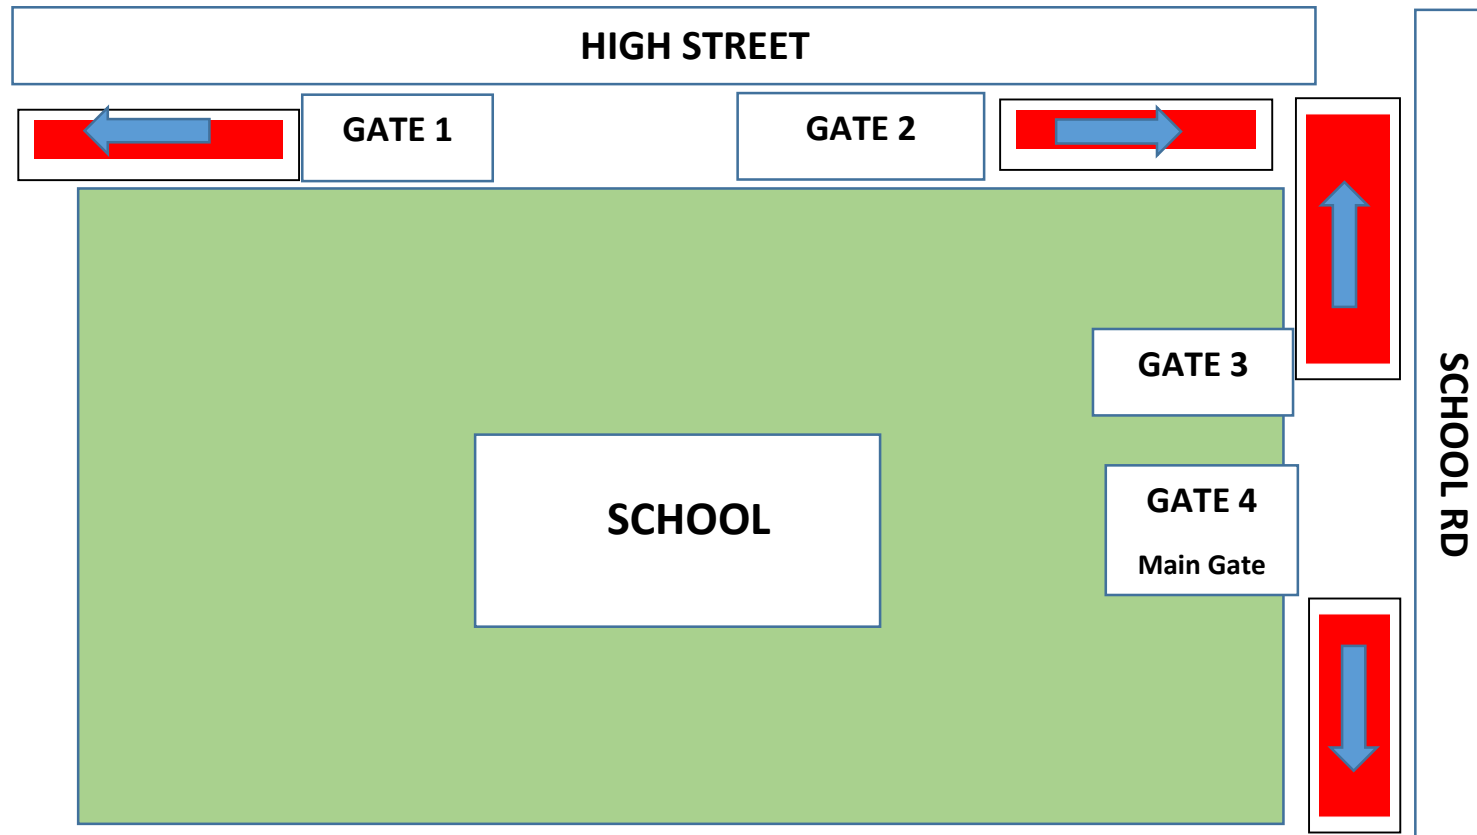 HIGH STREET
GATE 1
GATE 2
GATE 3
SCHOOL
GATE 4
Main Gate
SCHOOL RD